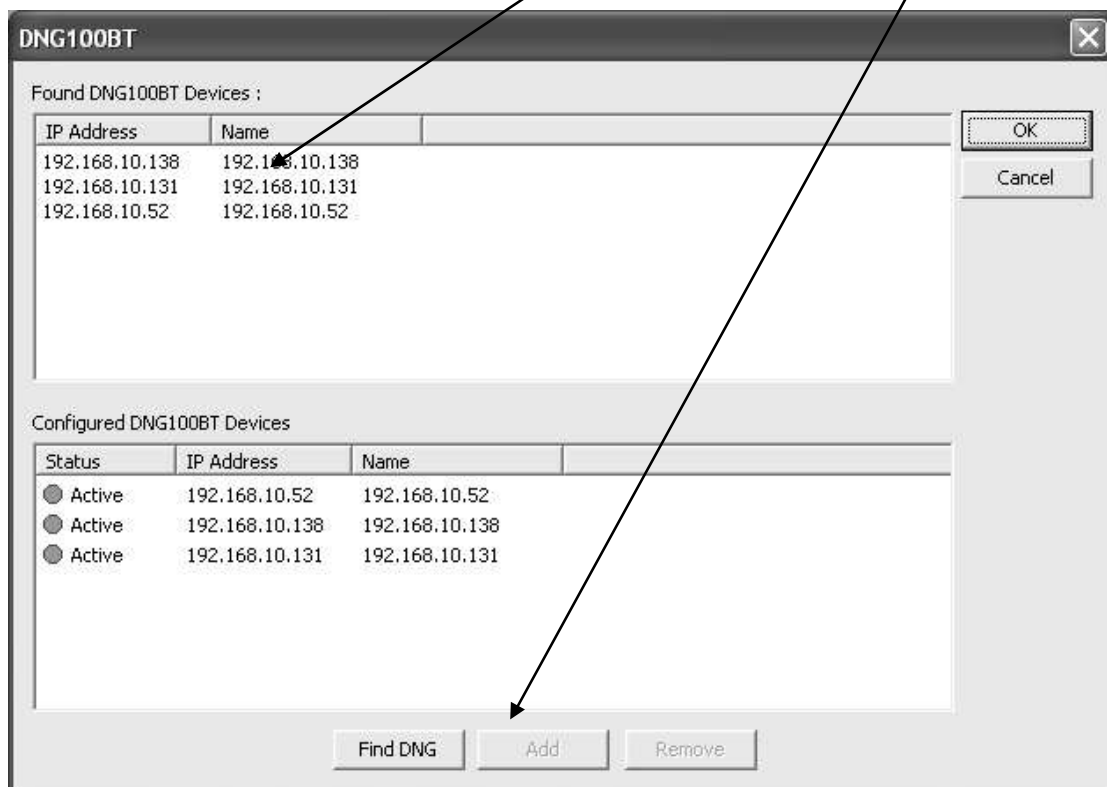 DNG100BT
Found DNG100BT Devices :
IP Address Name
192.168.10.138 192.168.10.138
192.168.10.131 192.168.10.131
192.168.10.52 192.168.10.52
OK
Cancel
Configured DNG100BT Devices
Status IP Address Name
Active 192.168.10.52 192.168.10.52
Active 192.168.10.138 192.168.10.138
Active 192.168.10.131 192.168.10.131
Find DNG Add Remove